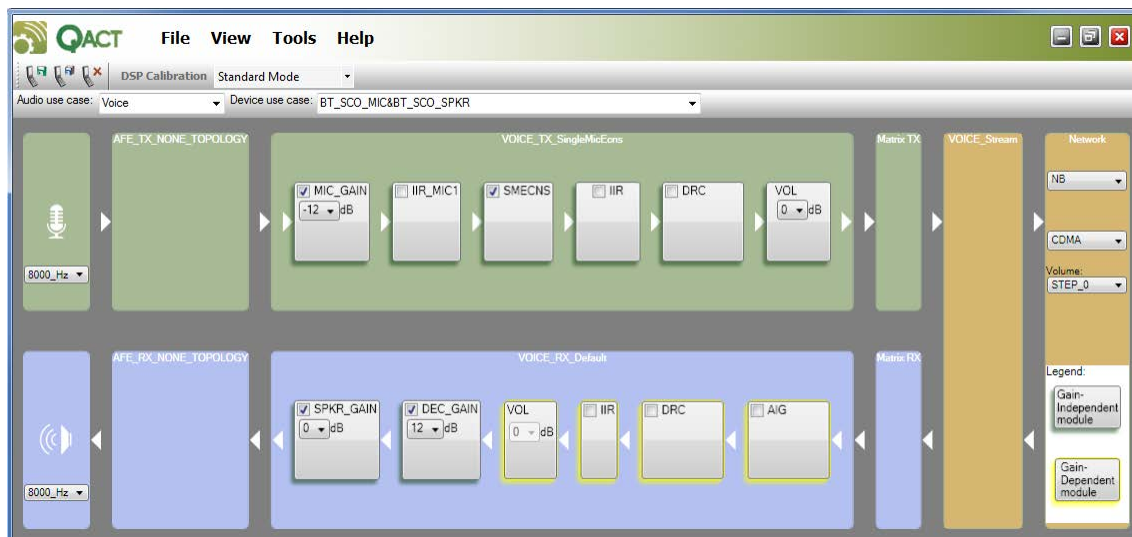 QACT File View Tools Help
DSP Calibration Standard Mode
Audio use case: Voice Device use case: BT_SCO_MIC&BT_SCO_SPKR
AFE_TX_NONE_TOPOLOGY VOICE_TX_SingleMicEcns Matrix TX VOICE_Stream Network
MIC_GAIN IIR_MIC1 SMECNS IIR DRC VOL NB
-12 dB 0 dB
CDMA
8000_Hz Volume:
STEP_0
AFE_RX_NONE_TOPOLOGY VOICE_RX_Default Matrix RX
Legend:
SPKR_GAIN DEC_GAIN VOL IIR DRC AIG
0 dB 12 dB 0 dB
Gain-
Independent
module
Gain-
Dependent
module
8000_Hz